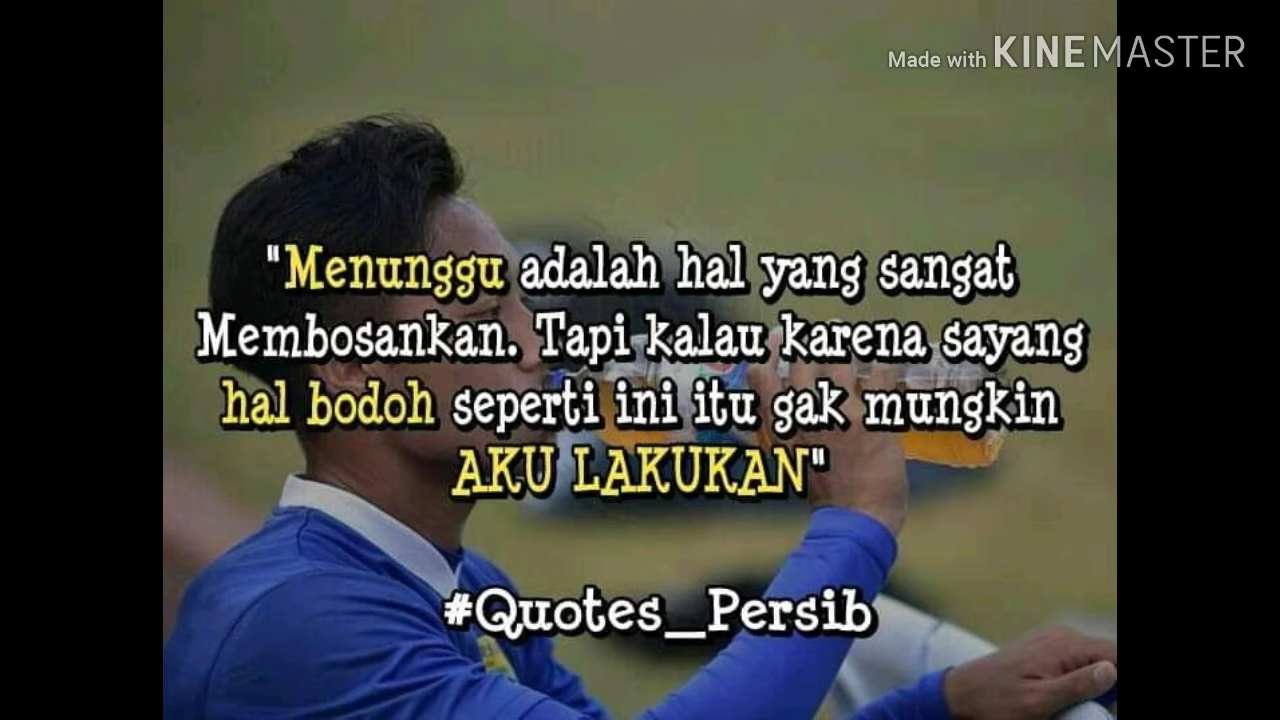 Made with KINEMASTER
"Menunggu adalah hal yang sangat
Membosankan. Tapi kalau karena sayang
hal bodoh seperti ini itu gak mungkin
AKU LAKUKAN"
#Quotes_Persib